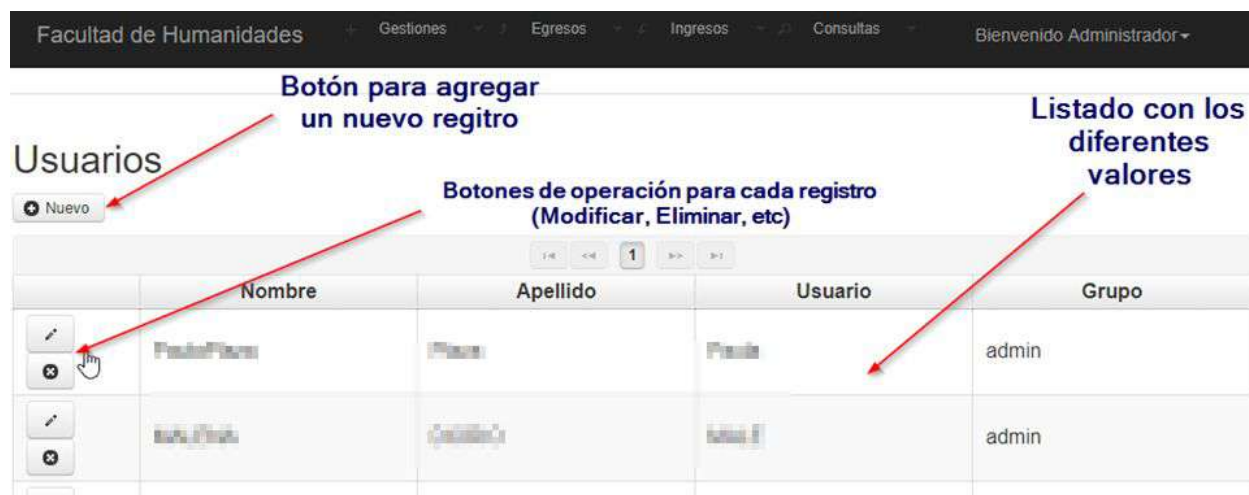 Facultad de Humanidades Gestiones Egresos Ingresos Consultas Bienvenido Administrador
Botón para agregar
un nuevo regitro
Listado con los
diferentes
valores
Usuarios
Nuevo
Botones de operación para cada registro
(Modificar, Eliminar, etc)
1
Nombre Apellido Usuario Grupo
admin
admin